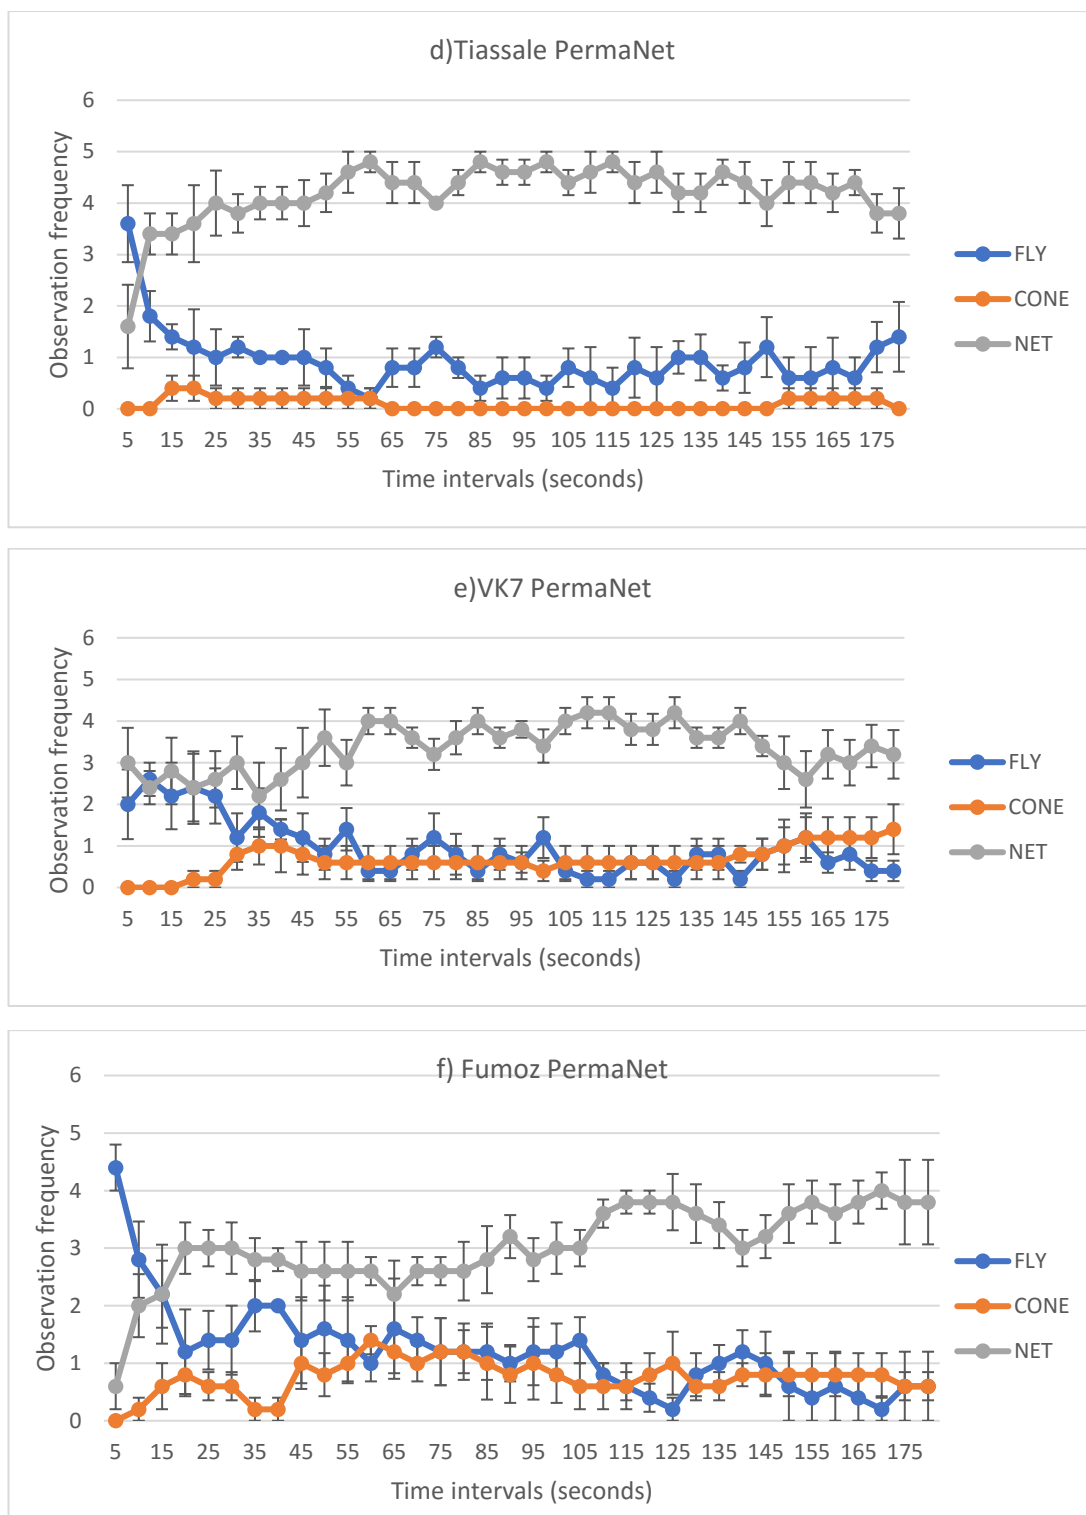 d)Tiassale PermaNet
6
5
4
3
2
1
0
Observation frequency
5 15 25 35 45 55 65 75 85 95 105 115 125 135 145 155 165 175
Time intervals (seconds)
FLY
CONE
NET
e)VK7 PermaNet
6
5
4
3
2
1
0
Observation frequency
5 15 25 35 45 55 65 75 85 95 105 115 125 135 145 155 165 175
Time intervals (seconds)
FLY
CONE
NET
f) Fumoz PermaNet
6
5
4
3
2
1
0
Observation frequency
5 15 25 35 45 55 65 75 85 95 105 115 125 135 145 155 165 175
Time intervals (seconds)
FLY
CONE
NET